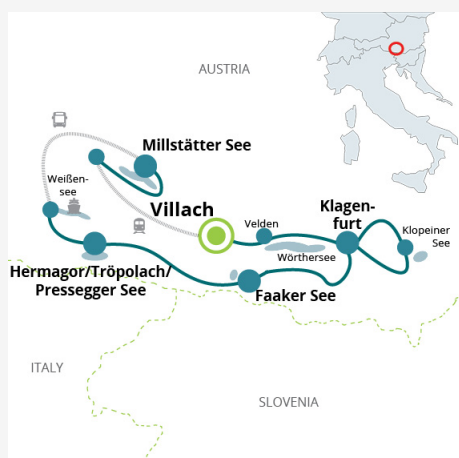 AUSTRIA
Millstätter See
Weißen-
see
Villach
Velden
Klagen-
furt
Klopeiner
See
Wörthersee
Hermagor/Tröpolach/
Pressegger See
Faaker See
ITALY
SLOVENIA